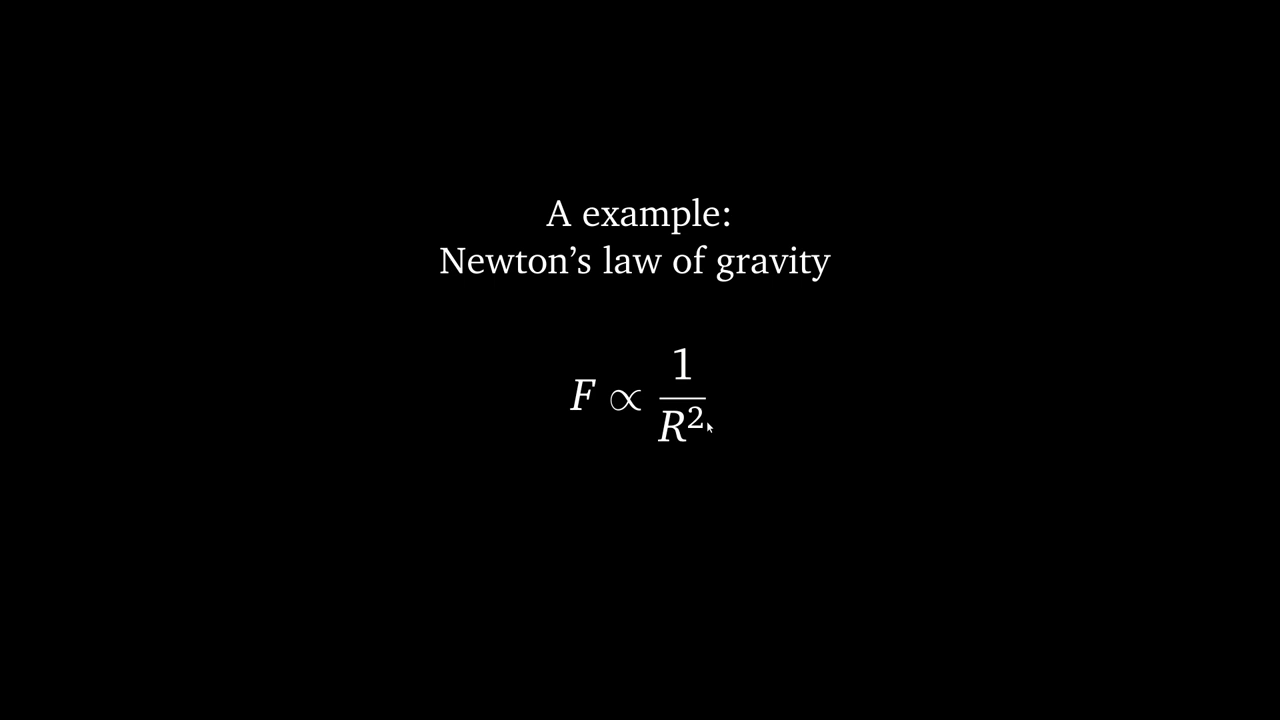 A example:
Newton’s law of gravity
F ∝ 1/R²